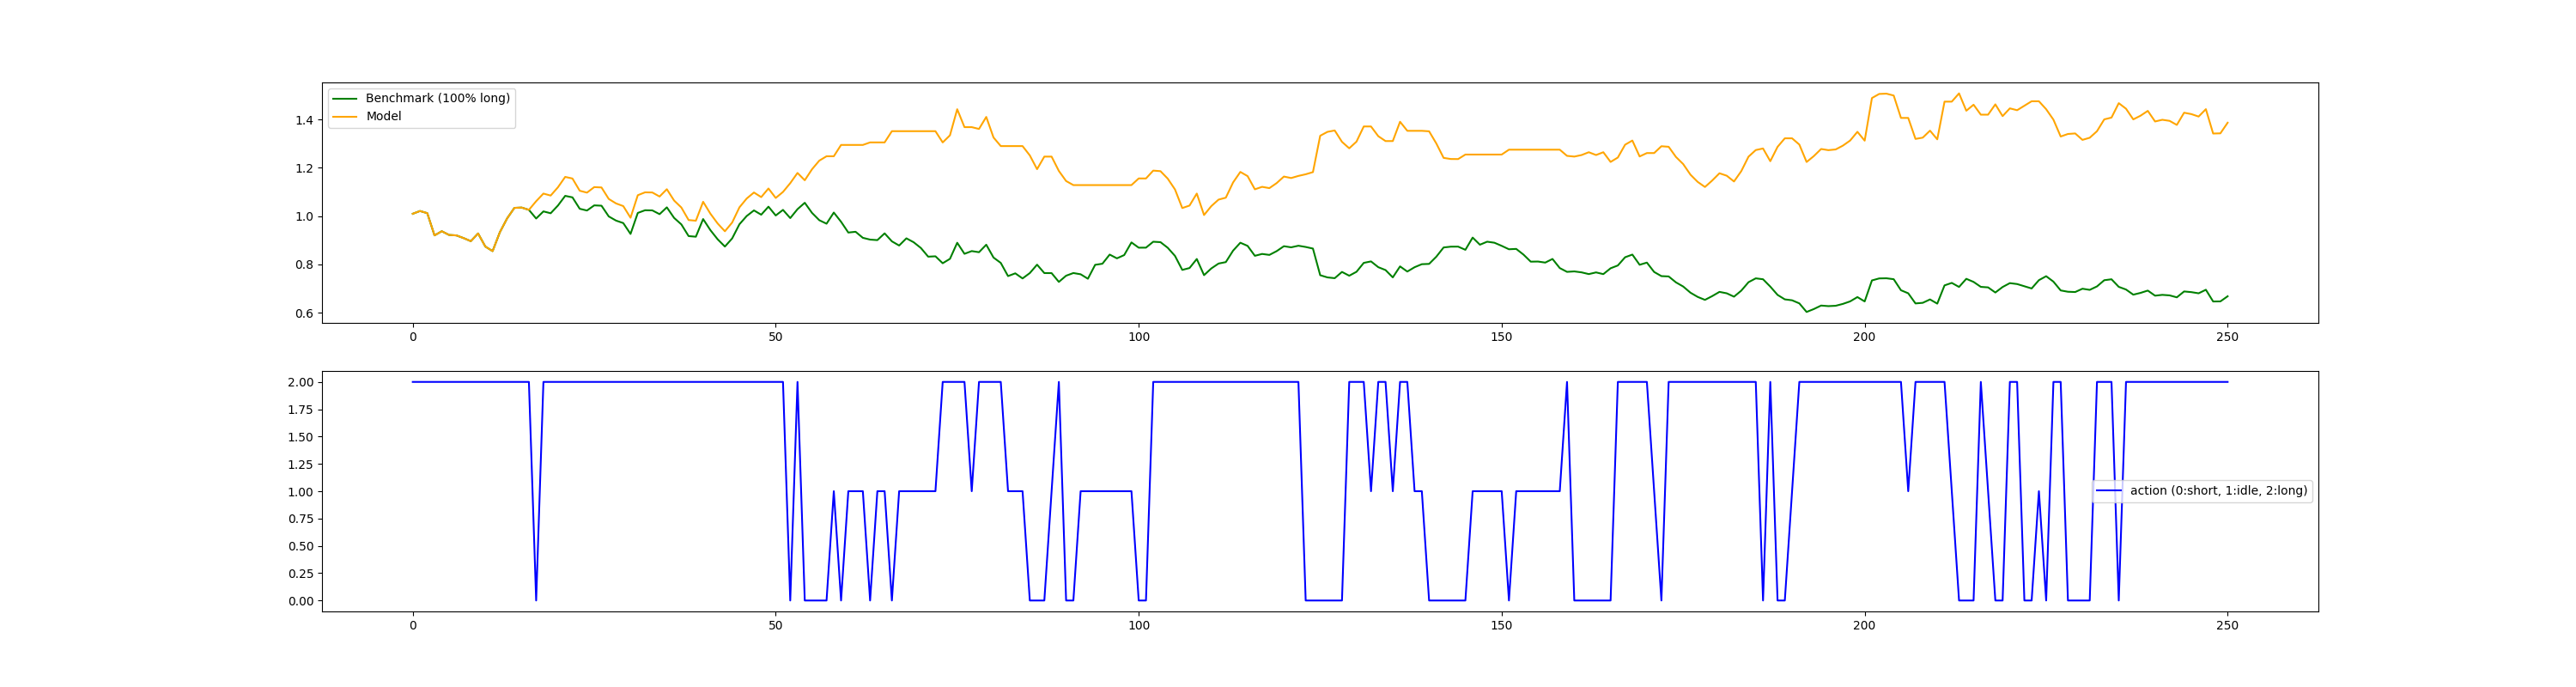 Benchmark (100% long)
Model
1.4
1.2
1.0
0.8
0.6
0 50 100 150 200 250
2.00
1.75
1.50
1.25
1.00
0.75
0.50
0.25
0.00
action (0:short, 1:idle, 2:long)
0 50 100 150 200 250